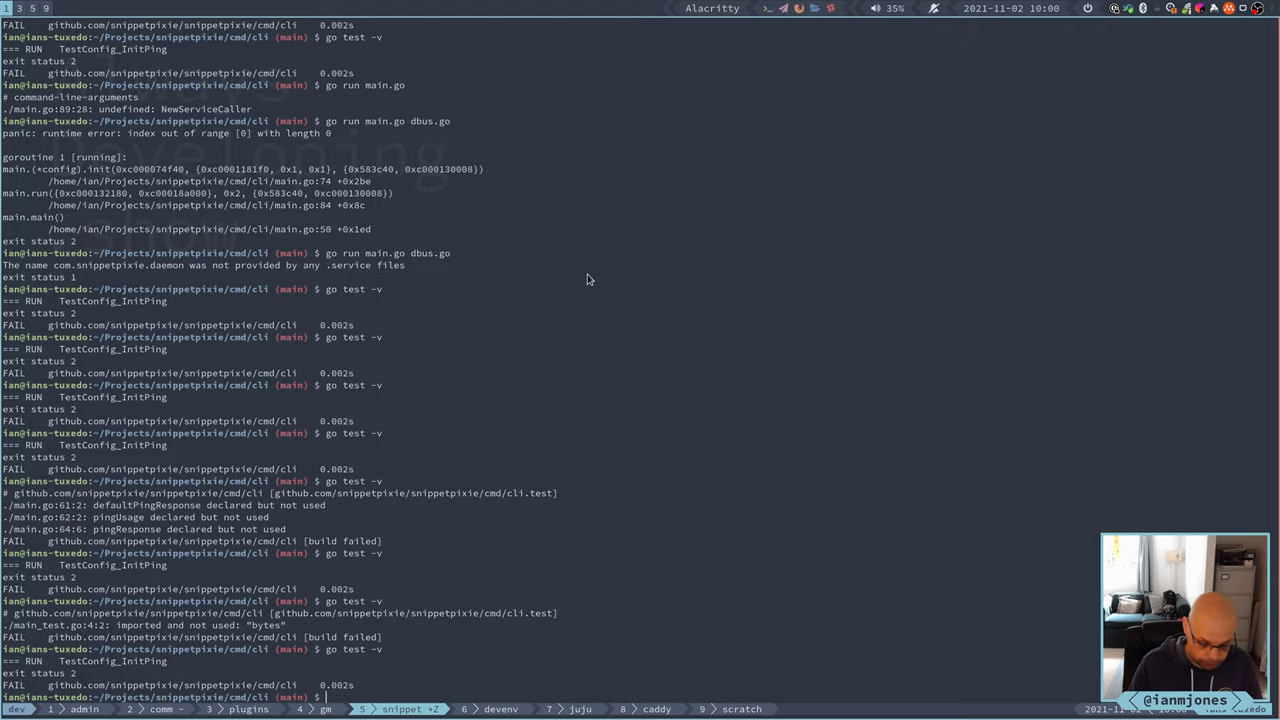 1 3 5 9
Alacritty
35%
2021-11-02 10:00
FAIL github.com/snippetpixie/cmd/cli 0.002s
ian@ians-tuxedo:~/Projects/snippetpixie/cmd/cli (main) $ go test -v
=== RUN TestConfig_InitPing
exit status 2
FAIL github.com/snippetpixie/cmd/cli 0.002s
ian@ians-tuxedo:~/Projects/snippetpixie/cmd/cli (main) $ go run main.go
# command-line-arguments
./main.go:89:28: undefined: NewServiceCaller
ian@ians-tuxedo:~/Projects/snippetpixie/cmd/cli (main) $ go run main.go dbus.go
panic: runtime error: index out of range [0] with length 0
goroutine 1 [running]:
main.(*config).init(0xc000074f40, {0xc0001181f0, 0x1, 0x1}, {0x583c40, 0xc000130008})
/home/ian/Projects/snippetpixie/cmd/cli/main.go:74 +0x2be
main.run({0xc000132180, 0xc00018a000}, 0x2, {0x583c40, 0xc000130008})
/home/ian/Projects/snippetpixie/cmd/cli/main.go:84 +0x8c
main.main()
/home/ian/Projects/snippetpixie/cmd/cli/main.go:50 +0x1ed
exit status 2
ian@ians-tuxedo:~/Projects/snippetpixie/cmd/cli (main) $ go run main.go dbus.go
The name com.snippetpixie.daemon was not provided by any .service files
exit status 1
ian@ians-tuxedo:~/Projects/snippetpixie/cmd/cli (main) $ go test -v
=== RUN TestConfig_InitPing
exit status 2
FAIL github.com/snippetpixie/cmd/cli 0.002s
ian@ians-tuxedo:~/Projects/snippetpixie/cmd/cli (main) $ go test -v
=== RUN TestConfig_InitPing
exit status 2
FAIL github.com/snippetpixie/cmd/cli 0.002s
ian@ians-tuxedo:~/Projects/snippetpixie/cmd/cli (main) $ go test -v
=== RUN TestConfig_InitPing
exit status 2
FAIL github.com/snippetpixie/cmd/cli 0.002s
ian@ians-tuxedo:~/Projects/snippetpixie/cmd/cli (main) $ go test -v
=== RUN TestConfig_InitPing
exit status 2
FAIL github.com/snippetpixie/cmd/cli 0.002s
ian@ians-tuxedo:~/Projects/snippetpixie/cmd/cli (main) $ go test -v
# github.com/snippetpixie/snippetpixie/cmd/cli [github.com/snippetpixie/snippetpixie/cmd/cli.test]
./main.go:61:2: defaultPingResponse declared but not used
./main.go:62:2: pingUsage declared but not used
./main.go:64:6: pingResponse declared but not used
FAIL github.com/snippetpixie/snippetpixie/cmd/cli [build failed]
ian@ians-tuxedo:~/Projects/snippetpixie/cmd/cli (main) $ go test -v
=== RUN TestConfig_InitPing
exit status 2
FAIL github.com/snippetpixie/cmd/cli 0.002s
ian@ians-tuxedo:~/Projects/snippetpixie/cmd/cli (main) $ go test -v
# github.com/snippetpixie/snippetpixie/cmd/cli [github.com/snippetpixie/snippetpixie/cmd/cli.test]
./main_test.go:4:2: imported and not used: "bytes"
FAIL github.com/snippetpixie/snippetpixie/cmd/cli [build failed]
ian@ians-tuxedo:~/Projects/snippetpixie/cmd/cli (main) $ go test -v
=== RUN TestConfig_InitPing
exit status 2
FAIL github.com/snippetpixie/cmd/cli 0.002s
ian@ians-tuxedo:~/Projects/snippetpixie/cmd/cli (main) $
Always
Developing
show
@ianmjones
dev 1 admin 2 comm - 3 plugins 4 gm 5 snippet *Z 6 devenv 7 juju 8 caddy 9 scratch